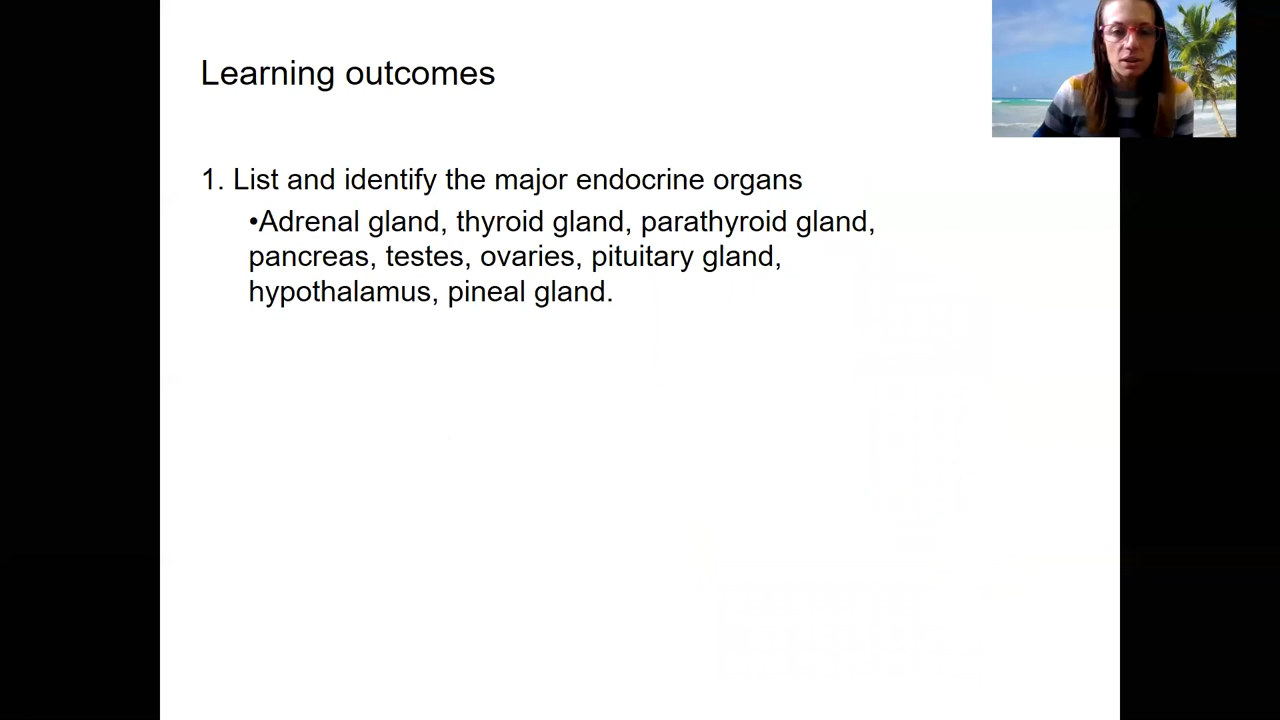 Learning outcomes
1. List and identify the major endocrine organs
•Adrenal gland, thyroid gland, parathyroid gland,
pancreas, testes, ovaries, pituitary gland,
hypothalamus, pineal gland.